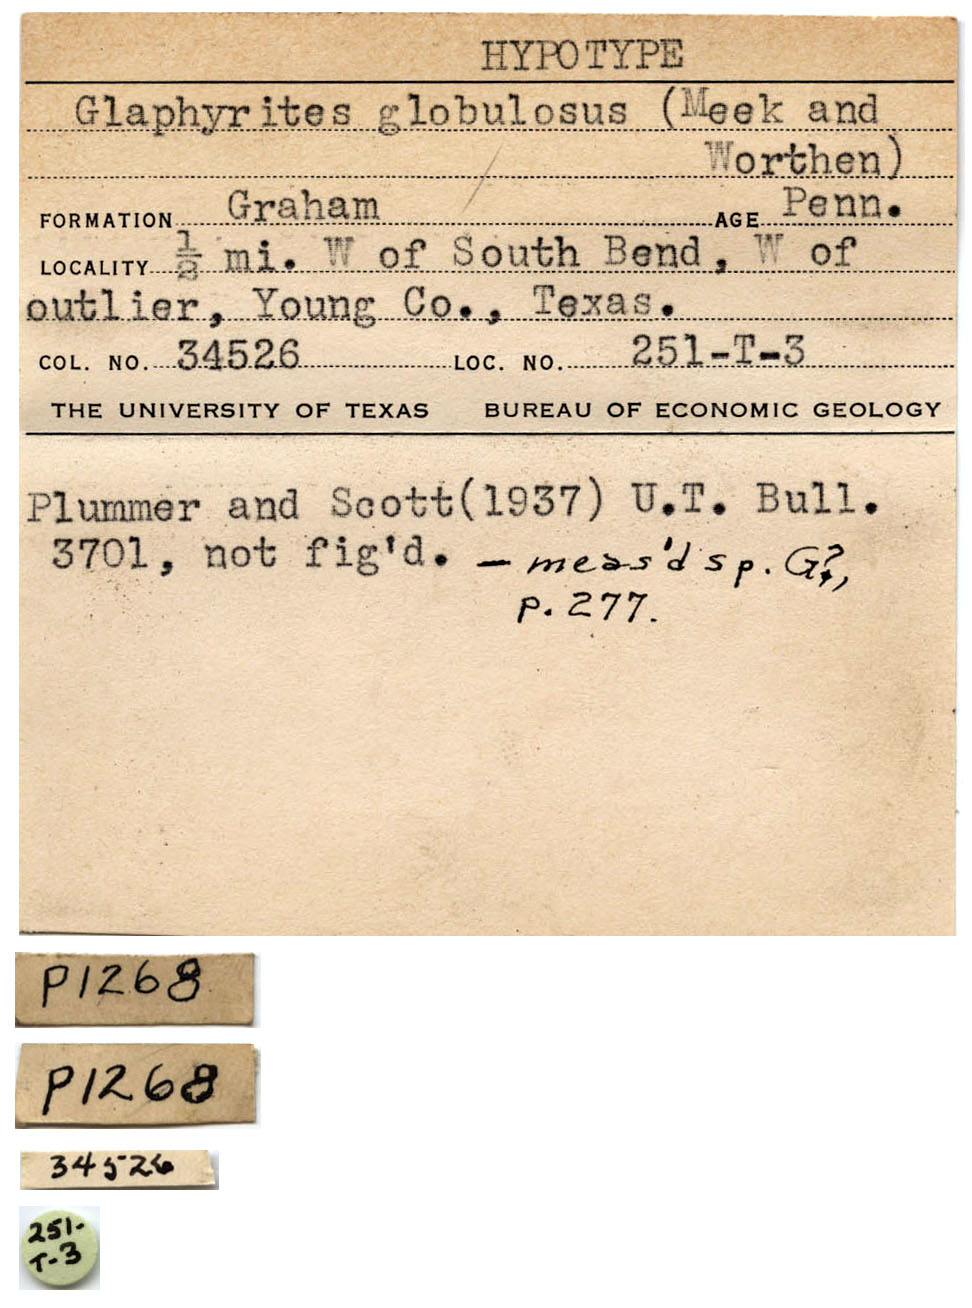 HYPOTYPE
Glaphyrites globulosus (Meek and
Worthen)
FORMATION Graham AGE Penn.
LOCALITY ½ mi. W of South Bend, W of
outlier, Young Co., Texas.
COL. NO. 34526 LOC. NO. 251-T-3
THE UNIVERSITY OF TEXAS BUREAU OF ECONOMIC GEOLOGY
Plummer and Scott(1937) U.T. Bull.
3701, not fig'd. – meas'd sp. G?,
p. 277.
P1268
P1268
34526
251-
T-3